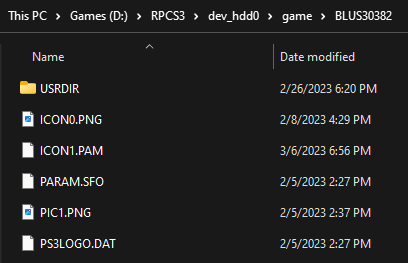 This PC > Games (D:) > RPCS3 > dev_hdd0 > game > BLUS30382
Name Date modified
USRDIR 2/26/2023 6:20 PM
ICON0.PNG 2/8/2023 4:29 PM
ICON1.PAM 3/6/2023 6:56 PM
PARAM.SFO 2/5/2023 2:27 PM
PIC1.PNG 2/5/2023 2:37 PM
PS3LOGO.DAT 2/5/2023 2:27 PM